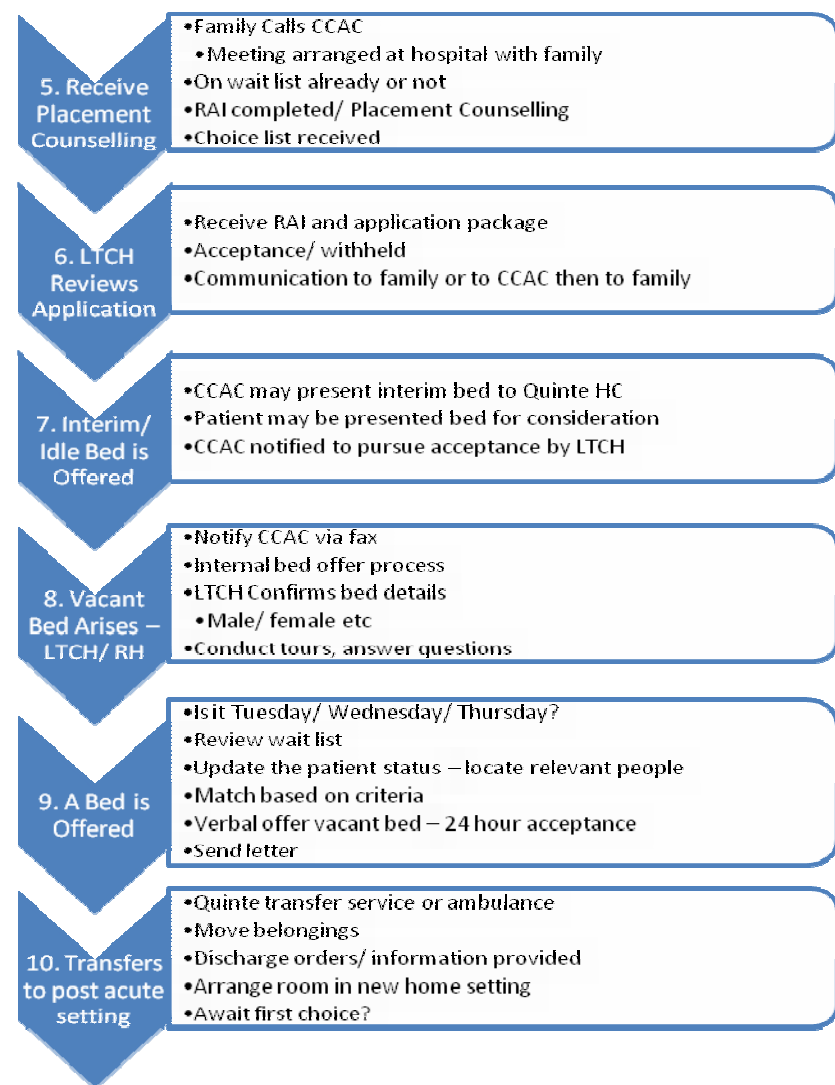 5. Receive
Placement
Counselling
•Family Calls CCAC
•Meeting arranged at hospital with family
•On wait list already or not
•RAI completed/ Placement Counselling
•Choice list received
6. LTCH
Reviews
Application
•Receive RAI and application package
•Acceptance/ withheld
•Communication to family or to CCAC then to family
7. Interim/
Idle Bed is
Offered
•CCAC may present interim bed to Quinte HC
•Patient may be presented bed for consideration
•CCAC notified to pursue acceptance by LTCH
8. Vacant
Bed Arises –
LTCH/ RH
•Notify CCAC via fax
•Internal bed offer process
•LTCH Confirms bed details
•Male/ female etc
•Conduct tours, answer questions
9. A Bed is
Offered
•Is it Tuesday/ Wednesday/ Thursday?
•Review wait list
•Update the patient status – locate relevant people
•Match based on criteria
•Verbal offer vacant bed – 24 hour acceptance
•Send letter
10. Transfers
to post acute
setting
•Quinte transfer service or ambulance
•Move belongings
•Discharge orders/ information provided
•Arrange room in new home setting
•Await first choice?